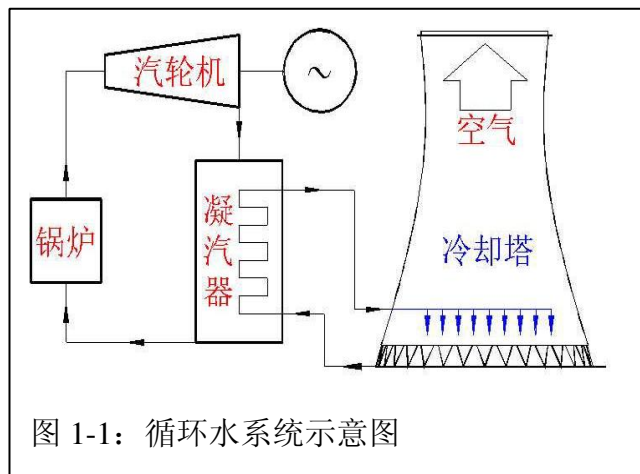 汽轮机
~
空气
锅炉
凝汽器
冷却塔
图 1-1：循环水系统示意图